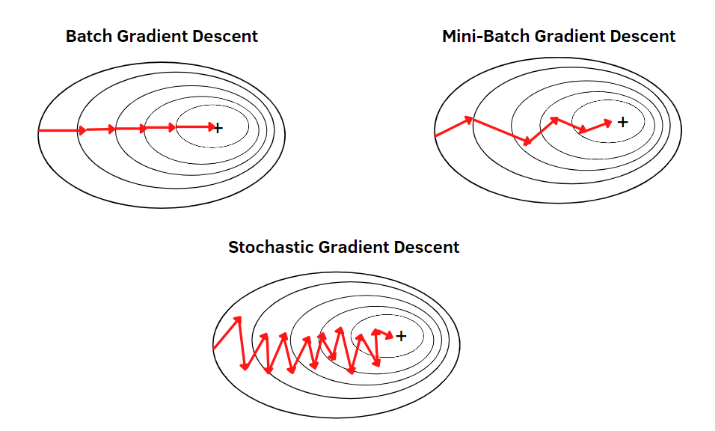 Batch Gradient Descent
Mini-Batch Gradient Descent
Stochastic Gradient Descent